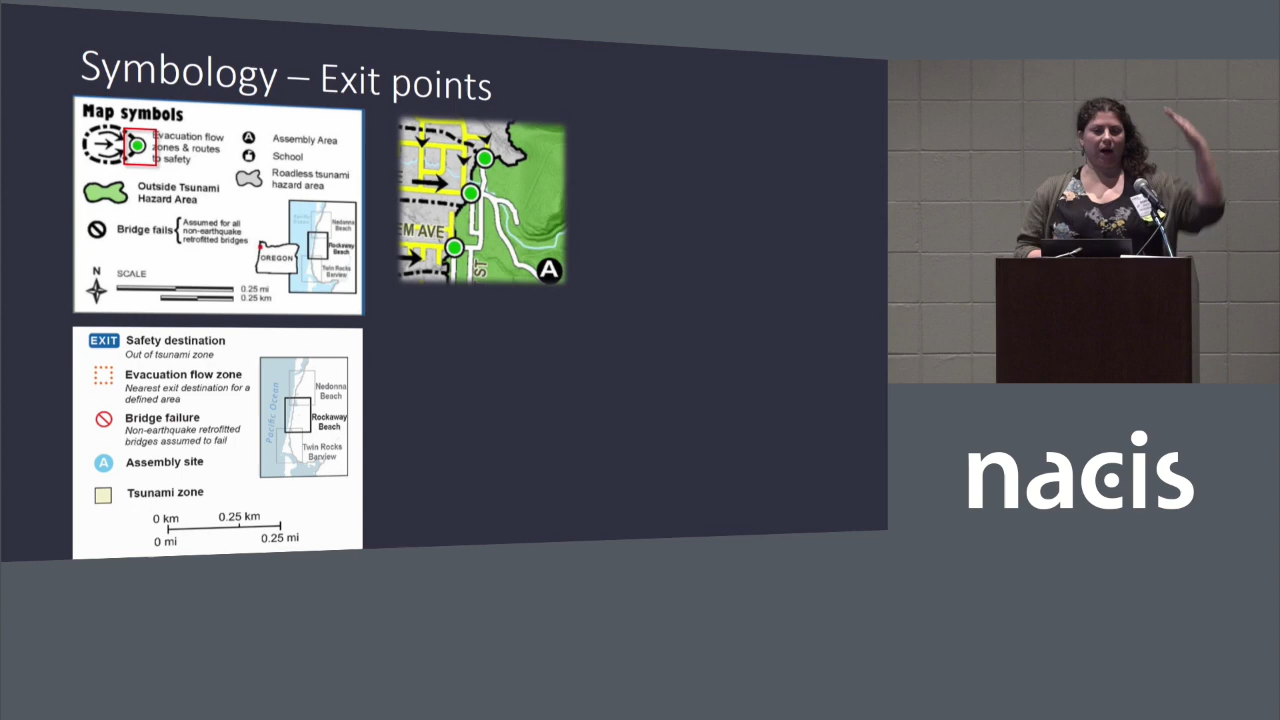 Symbology – Exit points
Map symbols
Evacuation flow
zones & routes
to safety
A
Assembly Area
School
Roadless tsunami
hazard area
Outside Tsunami
Hazard Area
Bridge fails
Assumed for all
non-earthquake
retrofitted bridges
OREGON
Nedonna
Beach
Rockaway
Beach
Twin Rocks
Barview
N
SCALE
0.25 mi
0.25 km
EM AVE
ST
A
EXIT
Safety destination
Out of tsunami zone
Evacuation flow zone
Nearest exit destination for a
defined area
Bridge failure
Non-earthquake retrofitted
bridges assumed to fail
A
Assembly site
Tsunami zone
0 km
0.25 km
0 mi
0.25 mi
Pacific Ocean
Nedonna
Beach
Rockaway
Beach
Twin Rocks
Barview
nacis